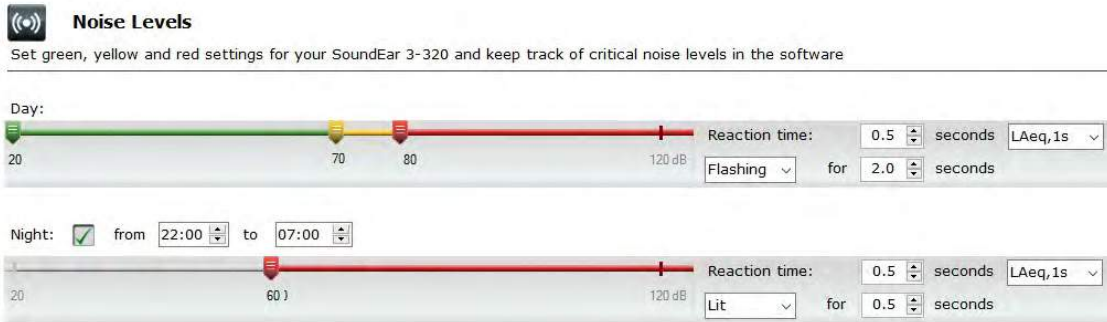 Noise Levels
Set green, yellow and red settings for your SoundEar 3-320 and keep track of critical noise levels in the software
Day:
Reaction time: 0.5 seconds LAeq,1s
20 70 80 120 dB
Flashing for 2.0 seconds
Night: from 22:00 to 07:00
Reaction time: 0.5 seconds LAeq,1s
20 60 ) 120 dB
Lit for 0.5 seconds